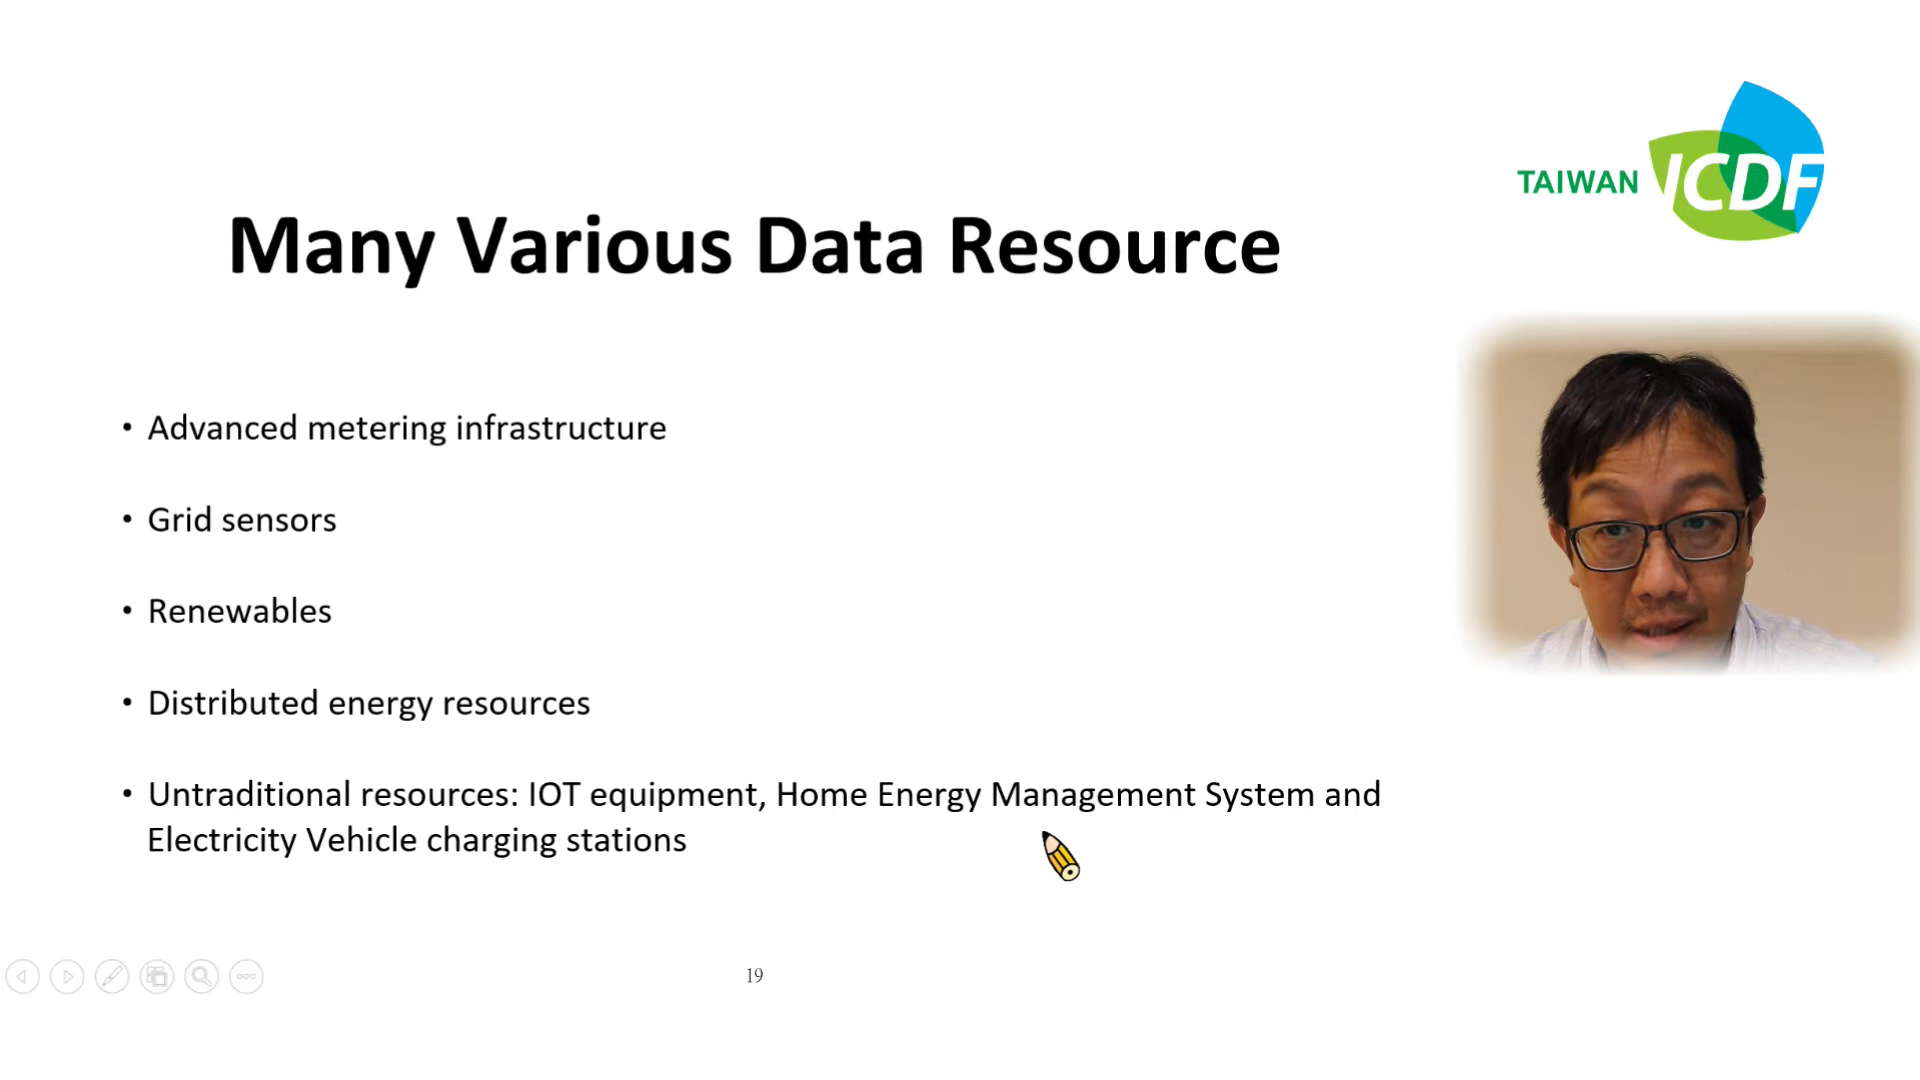 TAIWAN ICDF
Many Various Data Resource
• Advanced metering infrastructure
• Grid sensors
• Renewables
• Distributed energy resources
• Untraditional resources: IOT equipment, Home Energy Management System and
Electricity Vehicle charging stations
19